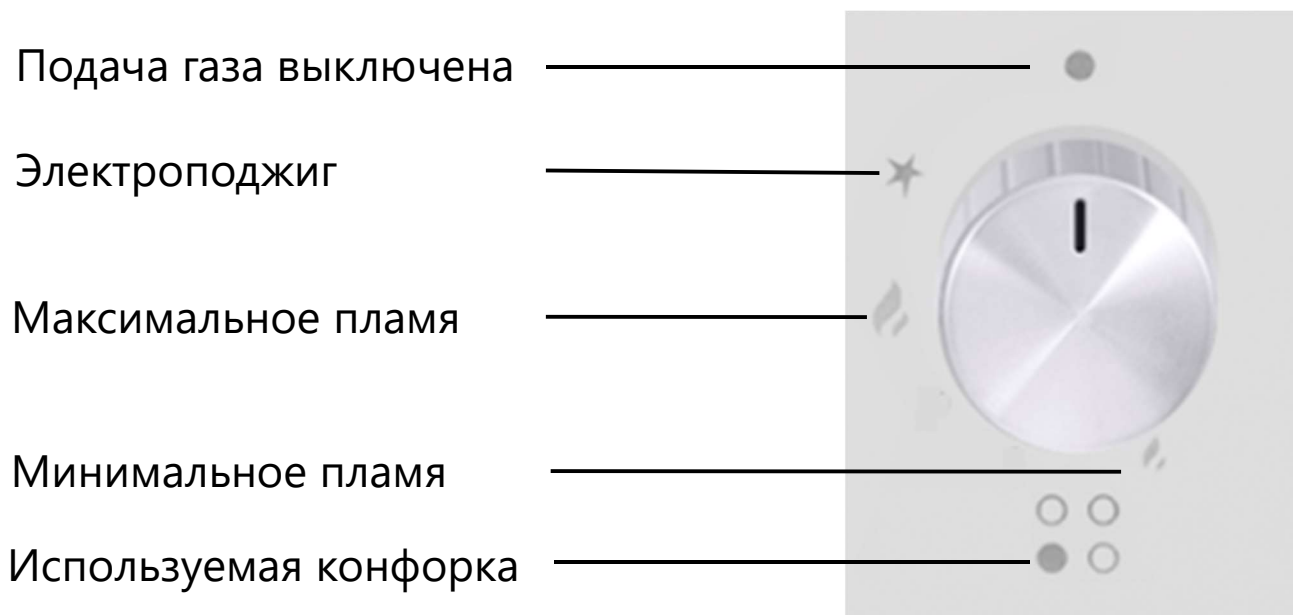 Подача газа выключена
Электроподжиг
Максимальное пламя
Минимальное пламя
Используемая конфорка